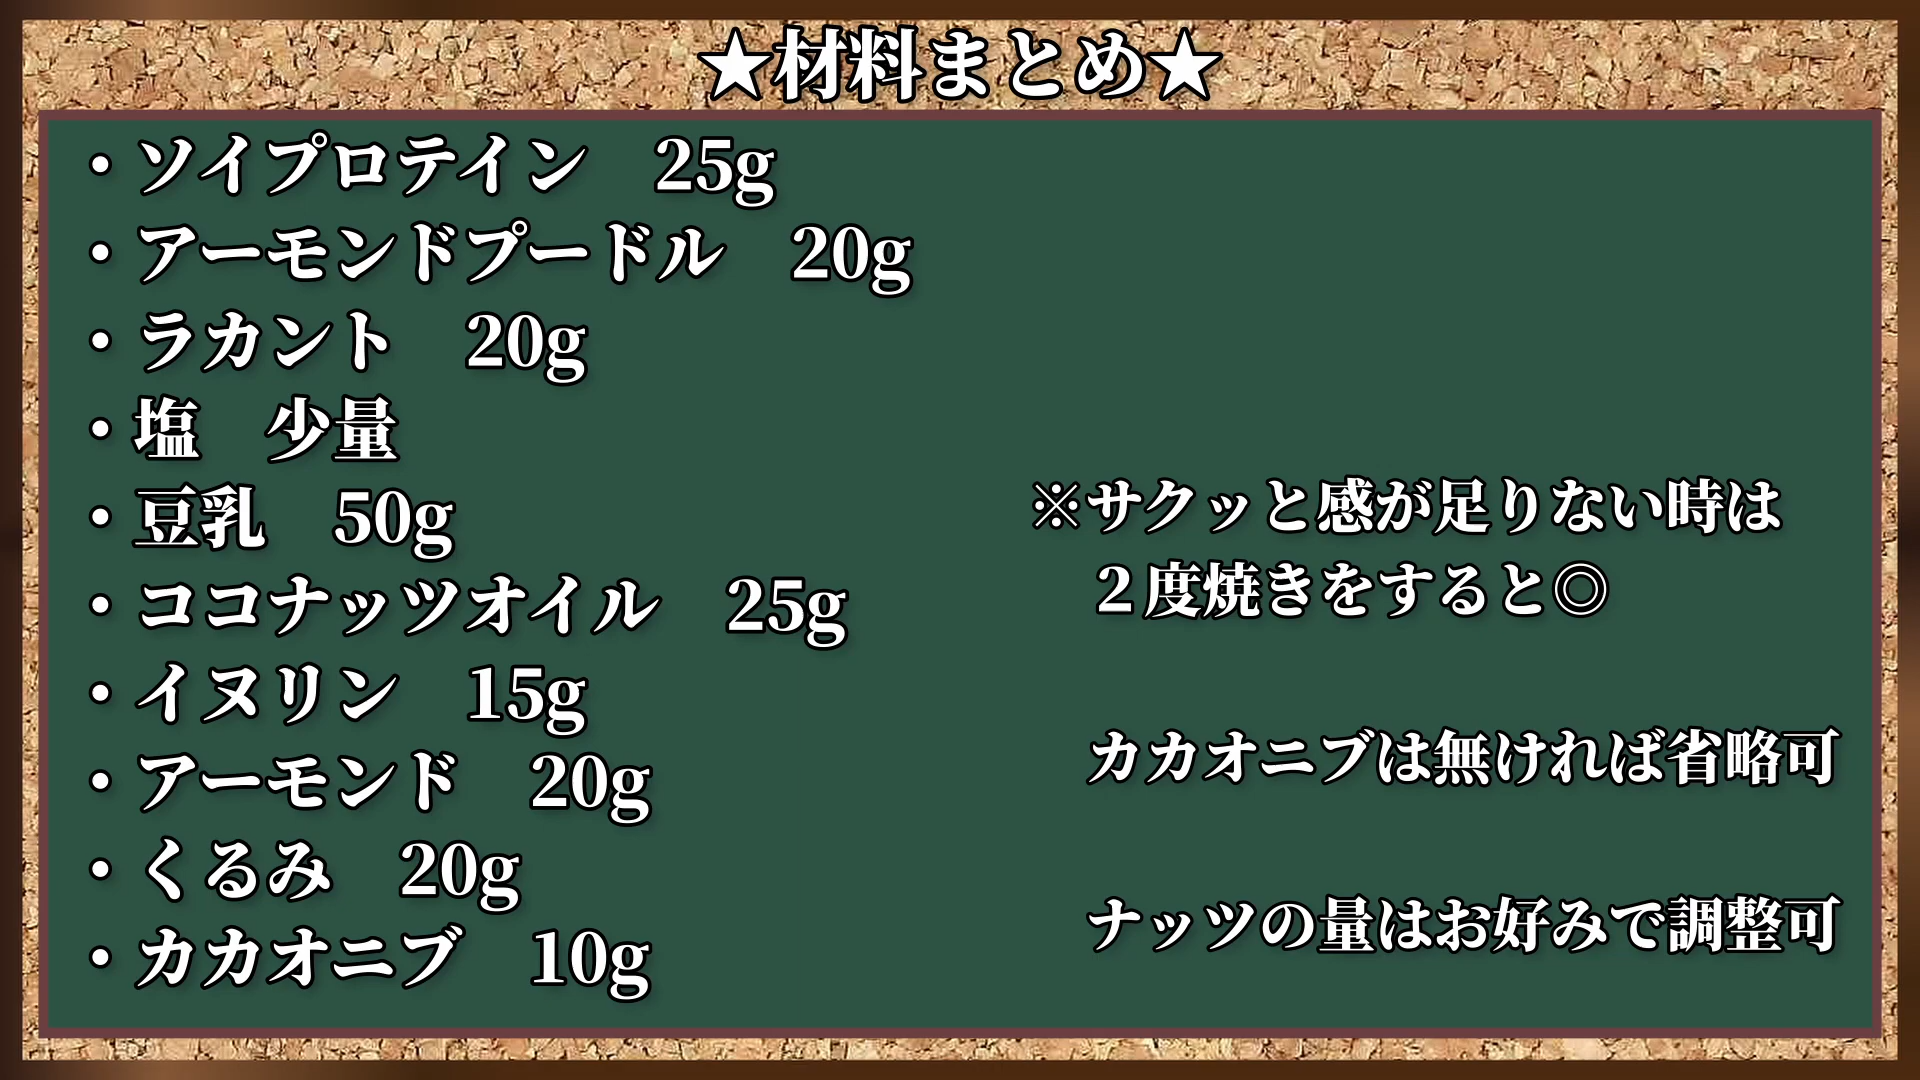 ★材料まとめ★
・ソイプロテイン　25g
・アーモンドプードル　20g
・ラカント　20g
・塩　少量
・豆乳　50g
・ココナッツオイル　25g
・イヌリン　15g
・アーモンド　20g
・くるみ　20g
・カカオニブ　10g
※サクッと感が足りない時は
２度焼きをすると◎
カカオニブは無ければ省略可
ナッツの量はお好みで調整可